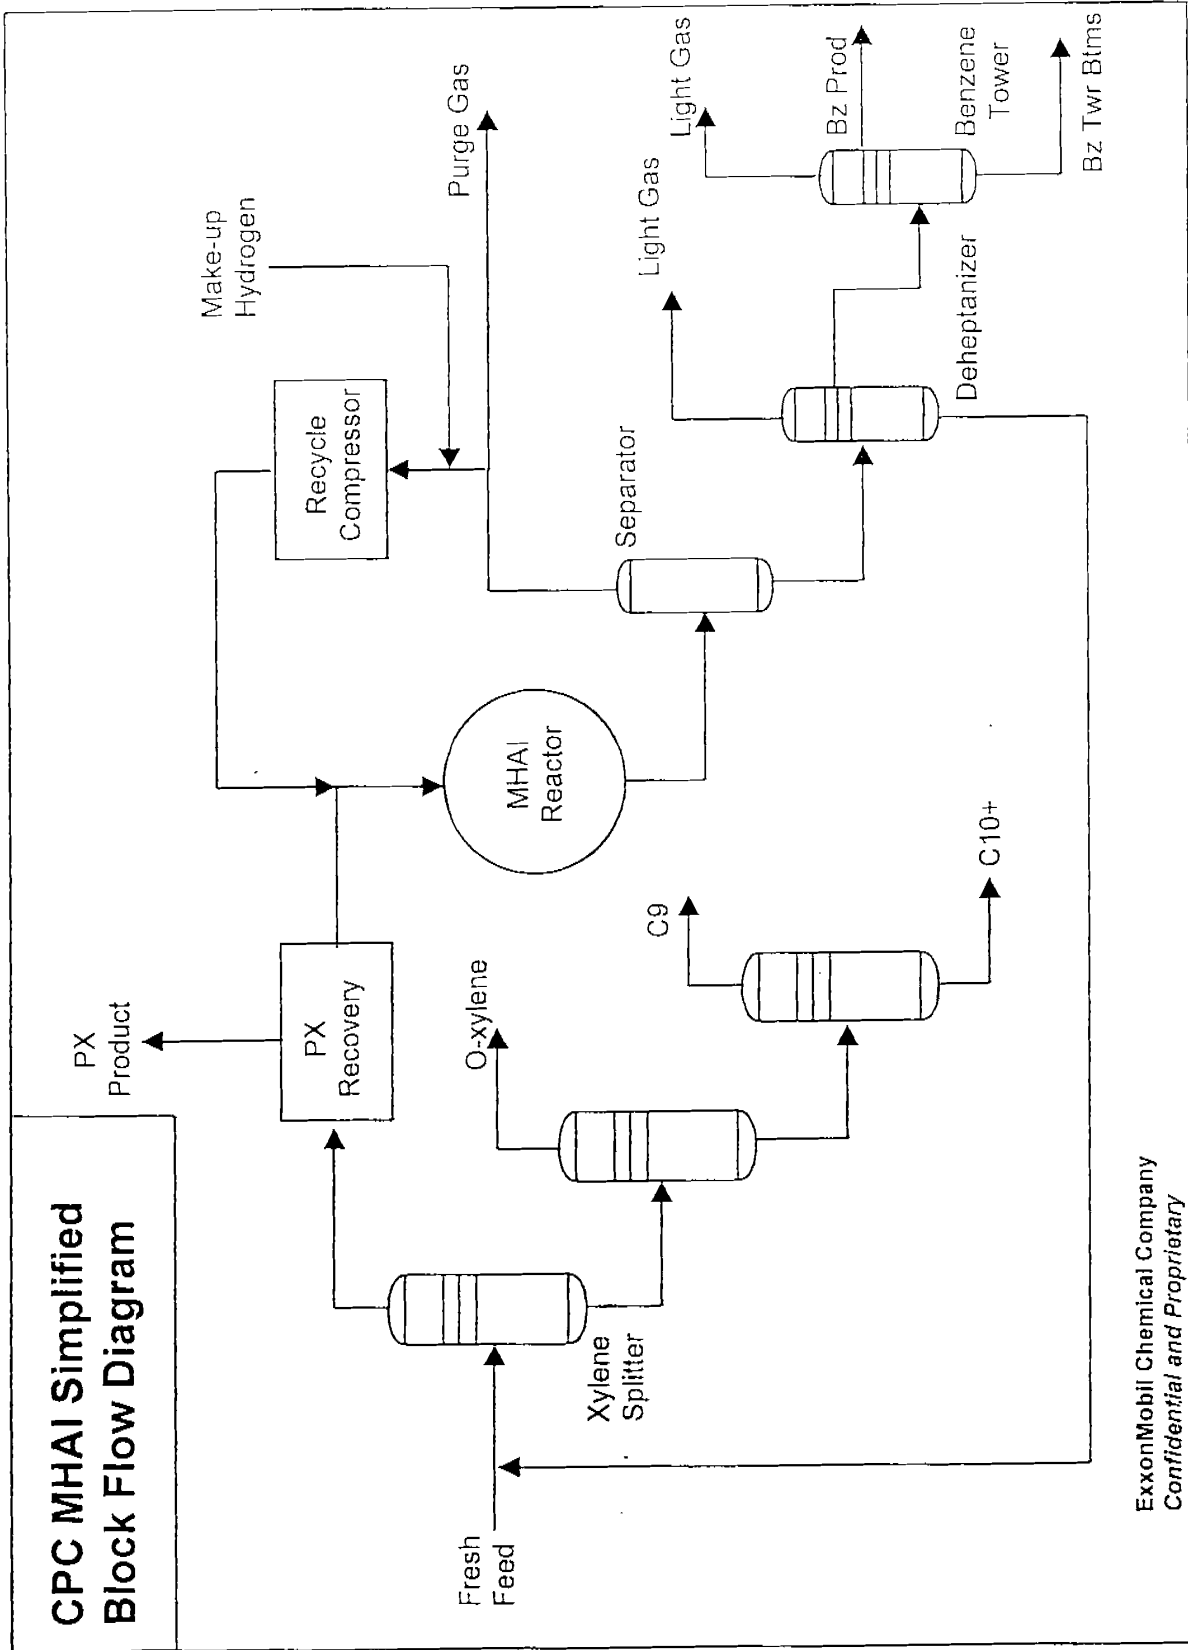 CPC MHAI Simplified
Block Flow Diagram
PX
Product
PX
Recovery
Recycle
Compressor
Make-up
Hydrogen
Purge Gas
Fresh
Feed
Xylene
Splitter
O-xylene
C9
C10+
MHAI
Reactor
Separator
Light Gas
Deheptanizer
Light Gas
Bz Prod
Benzene
Tower
Bz Twr Btms
ExxonMobil Chemical Company
Confidential and Proprietary